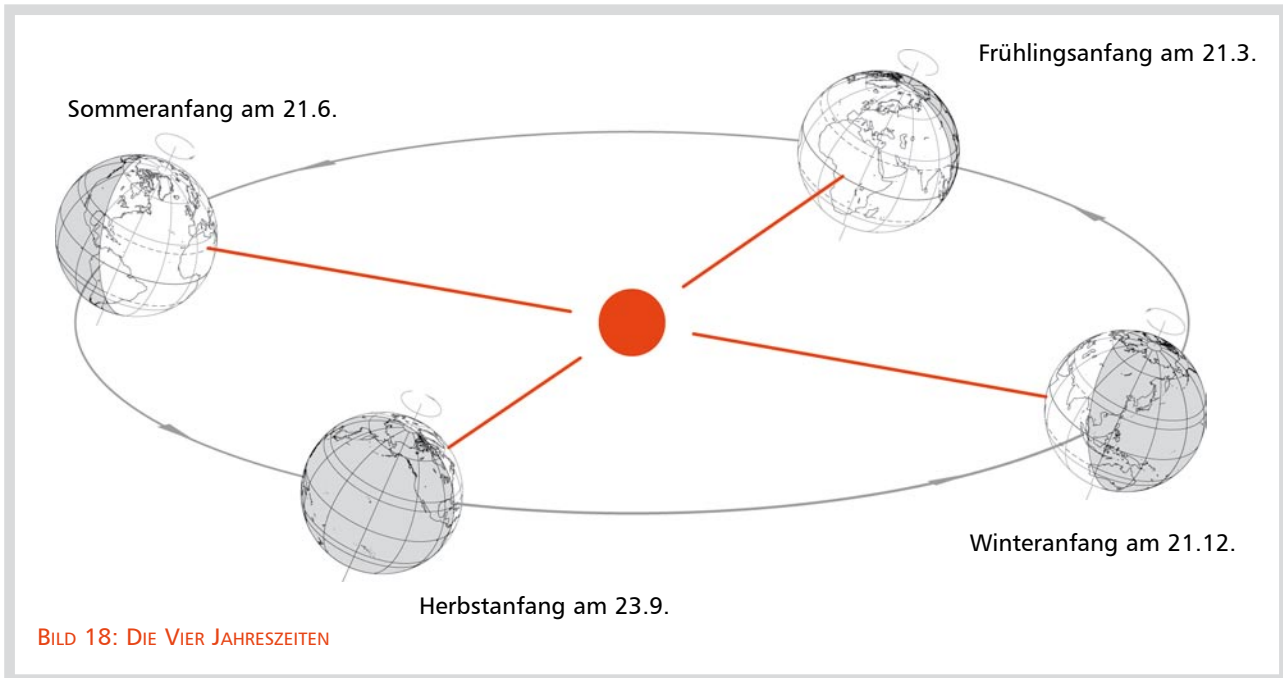 Frühlingsanfang am 21.3.
Sommeranfang am 21.6.
Winteranfang am 21.12.
Herbstanfang am 23.9.
BILD 18: DIE VIER JAHRESZEITEN